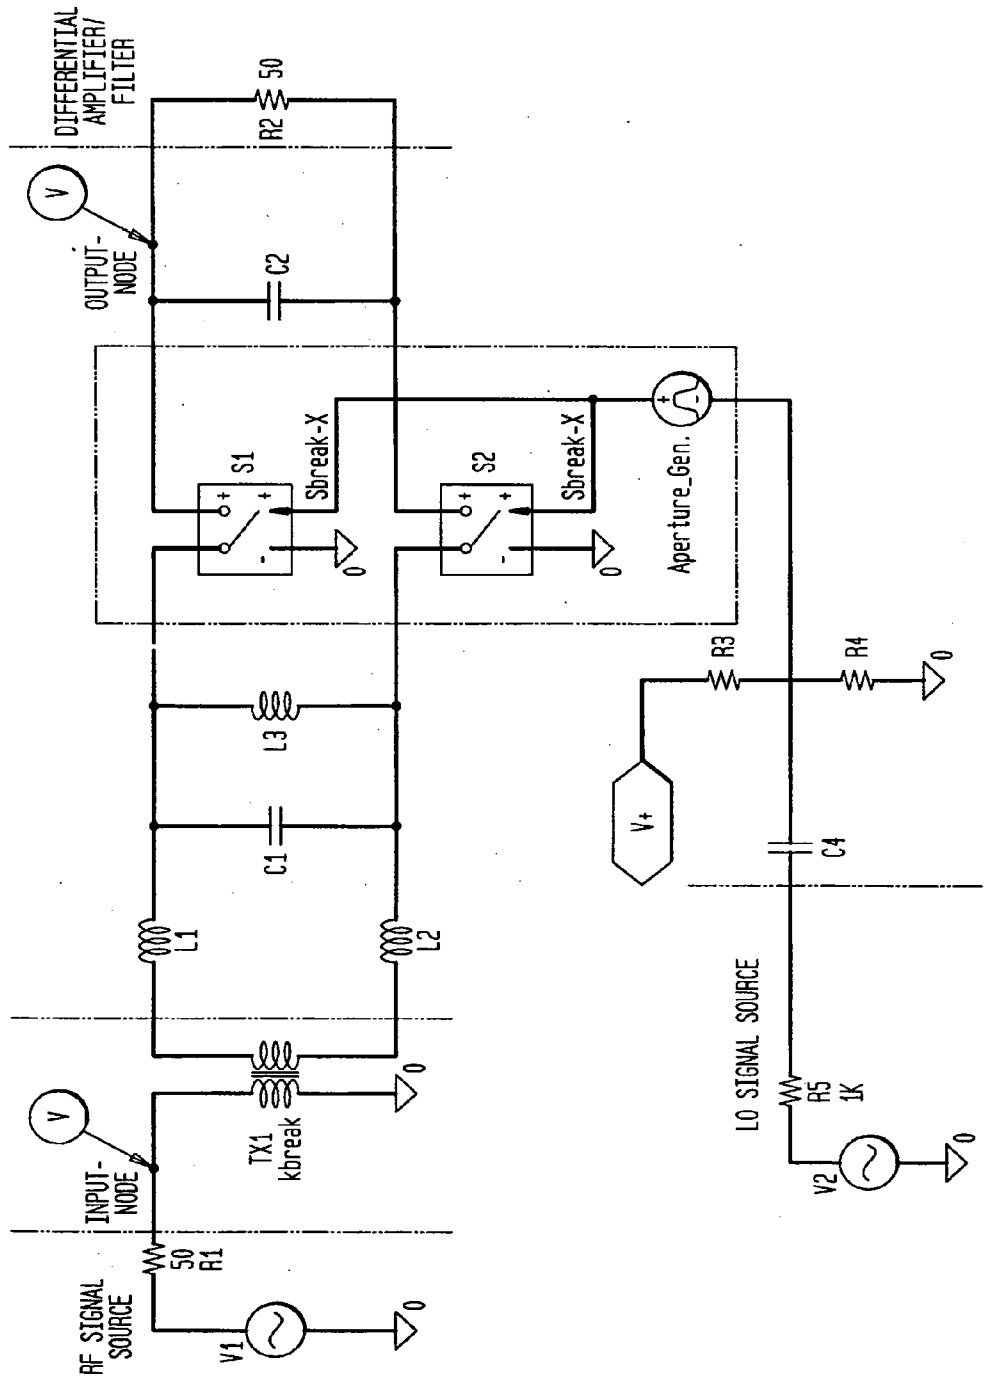 RF SIGNAL
SOURCE
V1
0
50
R1
INPUT-
NODE
V
TX1
kbreak
0
L1
L2
C1
L3
S1
Sbreak-X
+
+
-
0
S2
Sbreak-X
+
+
-
0
Aperture_Gen.
+
-
OUTPUT-
NODE
V
C2
DIFFERENTIAL
AMPLIFIER/
FILTER
R2
50
LO SIGNAL SOURCE
V2
0
R5
1K
C4
V+
R3
R4
0